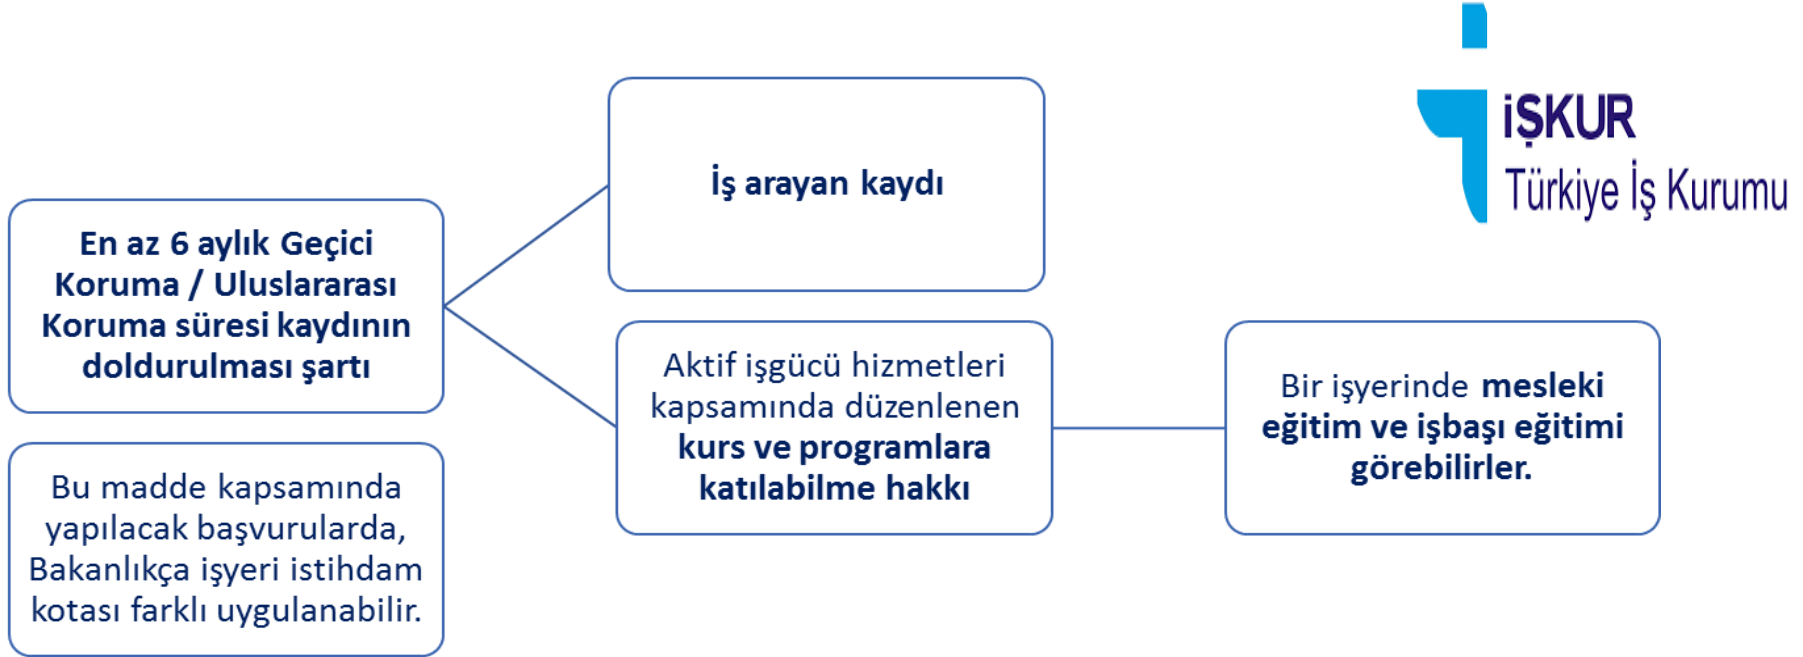 En az 6 aylık Geçici
Koruma / Uluslararası
Koruma süresi kaydının
doldurulması şartı
Bu madde kapsamında
yapılacak başvurularda,
Bakanlıkça işyeri istihdam
kotası farklı uygulanabilir.
İş arayan kaydı
Aktif işgücü hizmetleri
kapsamında düzenlenen
kurs ve programlara
katılabilme hakkı
Bir işyerinde mesleki
eğitim ve işbaşı eğitimi
görebilirler.
İŞKUR
Türkiye İş Kurumu